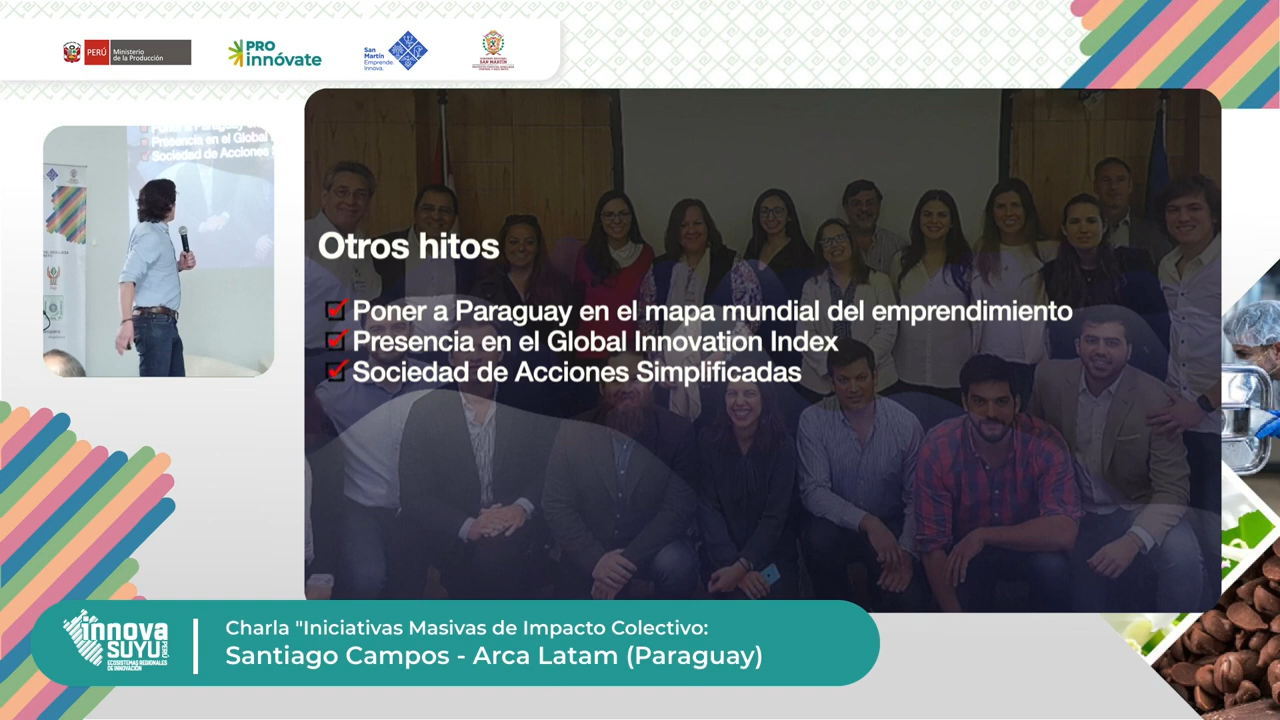 PERÚ
Ministerio
de la Producción
PRO
innóvate
San
Martín
Emprende.
Innova.
SAN MARTÍN
Presencia en el Global
Sociedad de Acciones
Otros hitos
Poner a Paraguay en el mapa mundial del emprendimiento
Presencia en el Global Innovation Index
Sociedad de Acciones Simplificadas
innova
SUYU
PERÚ
ECOSISTEMAS REGIONALES
DE INNOVACIÓN
Charla "Iniciativas Masivas de Impacto Colectivo:
Santiago Campos - Arca Latam (Paraguay)